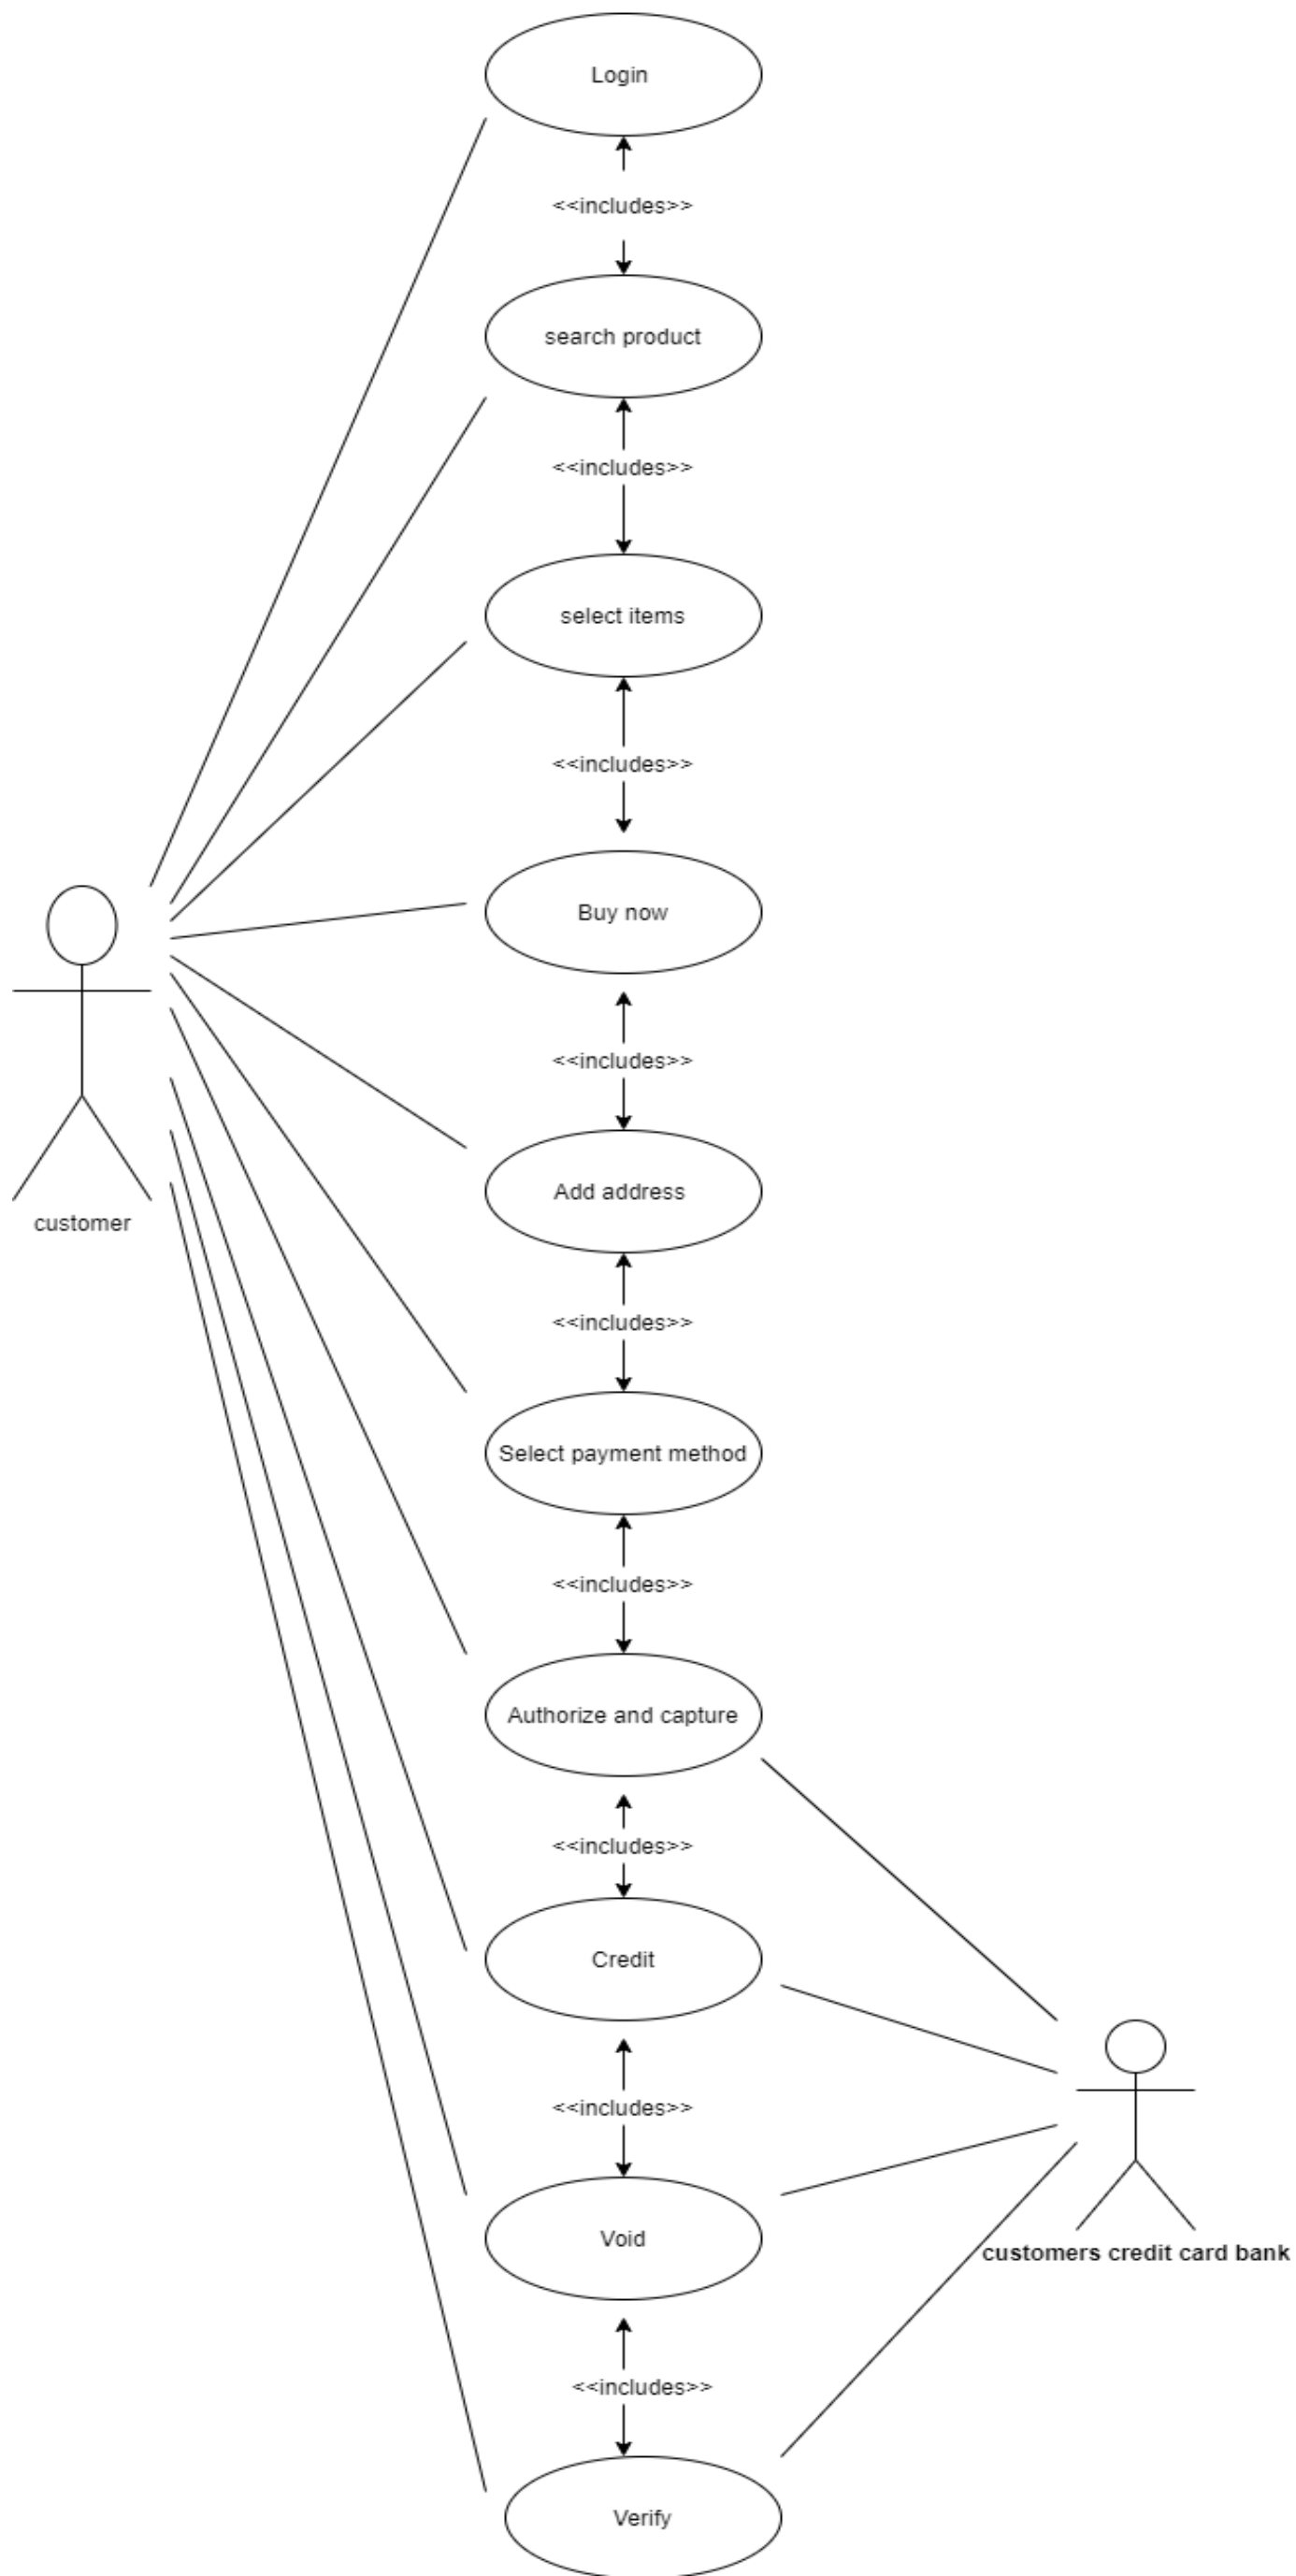 Login
<<includes>>
search product
<<includes>>
select items
<<includes>>
Buy now
<<includes>>
Add address
customer
<<includes>>
Select payment method
<<includes>>
Authorize and capture
<<includes>>
Credit
<<includes>>
Void
customers credit card bank
<<includes>>
Verify